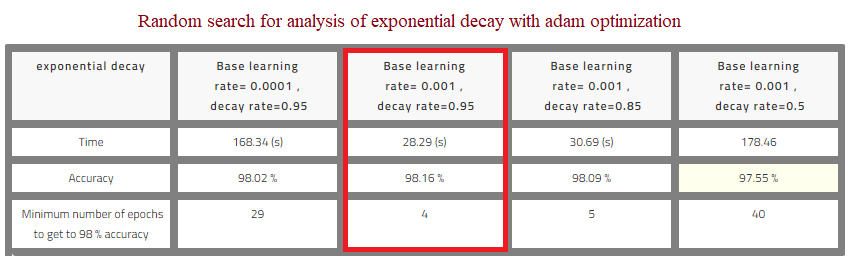 Random search for analysis of exponential decay with adam optimization
exponential decay
Base learning
rate= 0.0001 ,
decay rate=0.95
Base learning
rate= 0.001 ,
decay rate=0.95
Base learning
rate= 0.001 ,
decay rate=0.85
Base learning
rate= 0.001 ,
decay rate=0.5
Time
168.34 (s)
28.29 (s)
30.69 (s)
178.46
Accuracy
98.02 %
98.16 %
98.09 %
97.55 %
Minimum number of epochs
to get to 98 % accuracy
29
4
5
40